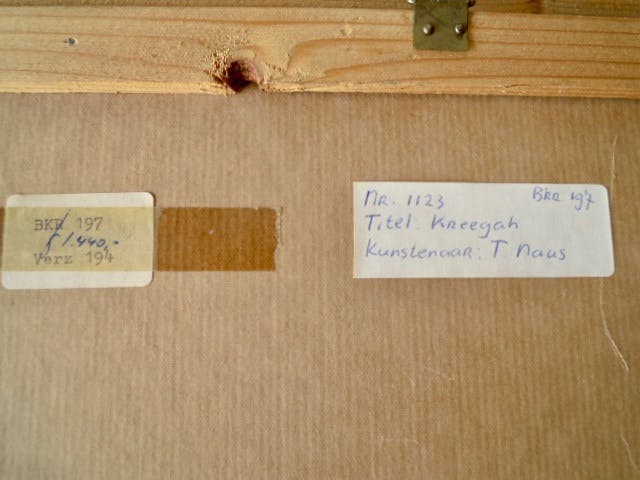 BKR 197
ƒ 1.440,-
Verz 194
Nr. 1123 BKR 197
Titel: Kreegah
Kunstenaar: T. Naus